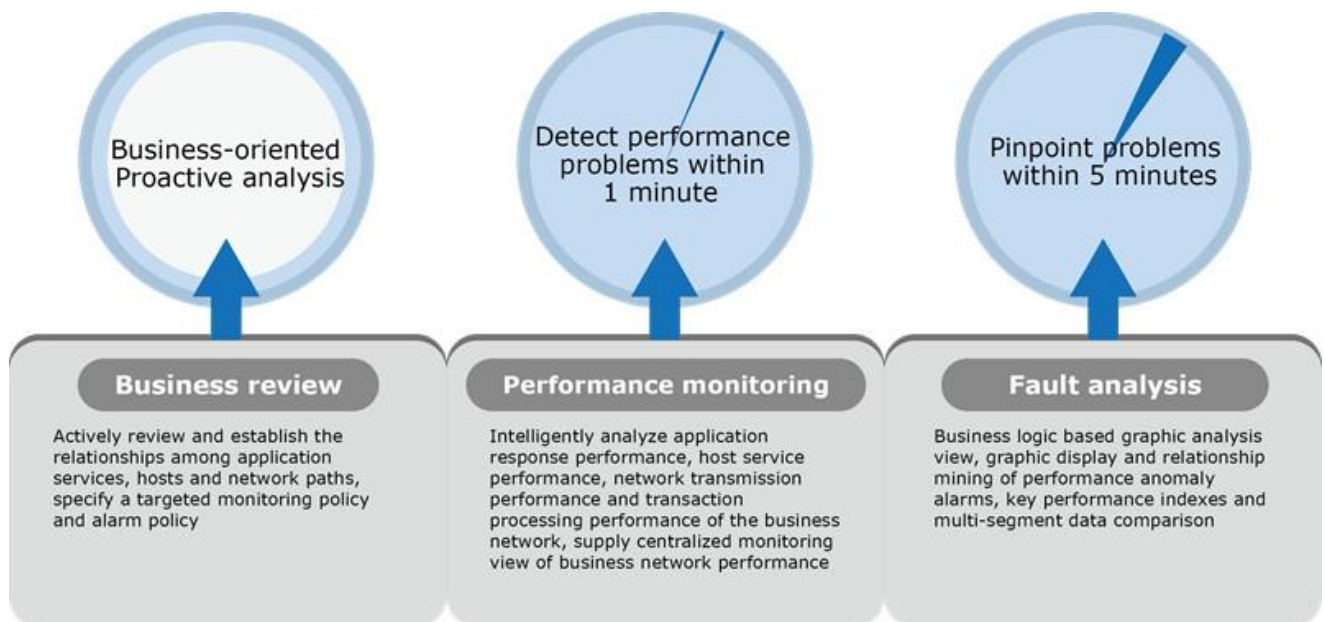 Business-oriented
Proactive analysis
Detect performance
problems within
1 minute
Pinpoint problems
within 5 minutes
Business review
Actively review and establish the
relationships among application
services, hosts and network paths,
specify a targeted monitoring policy
and alarm policy
Performance monitoring
Intelligently analyze application
response performance, host service
performance, network transmission
performance and transaction
processing performance of the business
network, supply centralized monitoring
view of business network performance
Fault analysis
Business logic based graphic analysis
view, graphic display and relationship
mining of performance anomaly
alarms, key performance indexes and
multi-segment data comparison